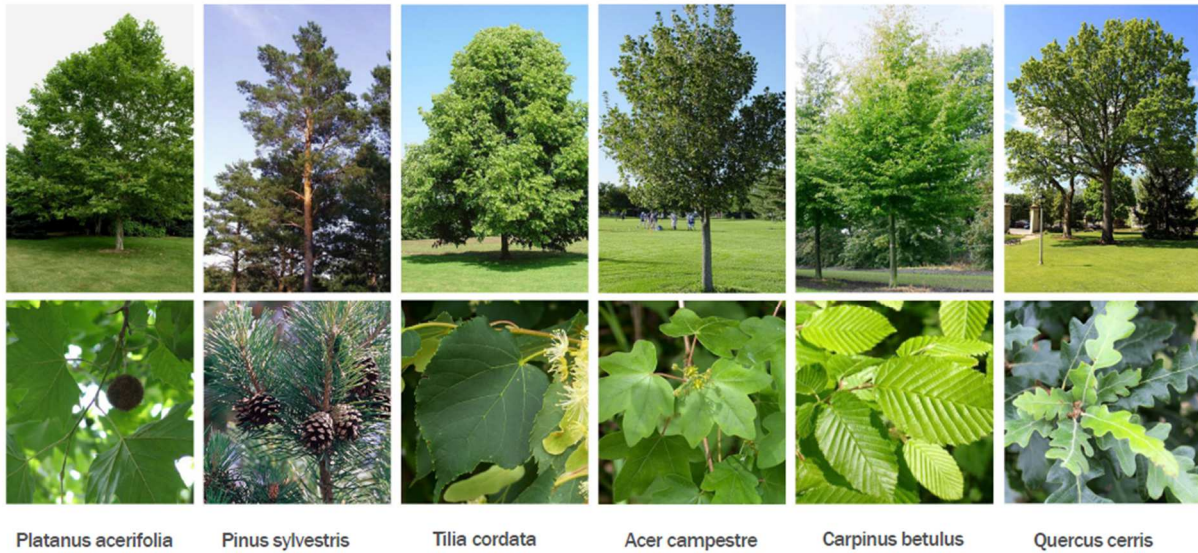 Platanus acerifolia
Pinus sylvestris
Tilia cordata
Acer campestre
Carpinus betulus
Quercus cerris